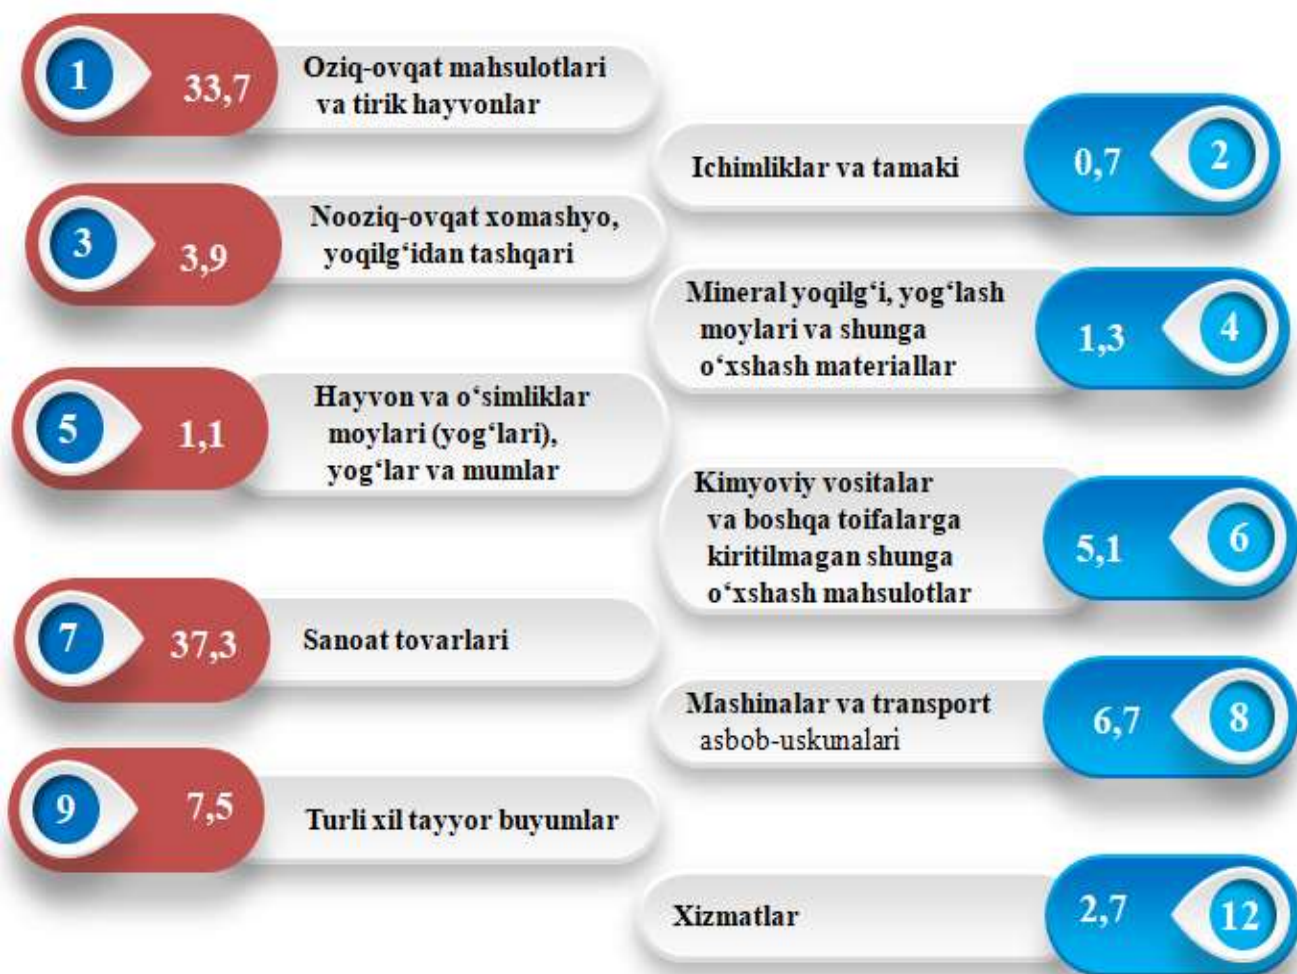 1
33,7
Oziq-ovqat mahsulotlari
va tirik hayvonlar
Ichimliklar va tamaki
0,7
2
3
3,9
Nooziq-ovqat xomashyo,
yoqilg‘idan tashqari
Mineral yoqilg‘i, yog‘lash
moylari va shunga
o‘xshash materiallar
1,3
4
5
1,1
Hayvon va o‘simliklar
moylari (yog‘lari),
yog‘lar va mumlar
Kimyoviy vositalar
va boshqa toifalarga
kiritilmagan shunga
o‘xshash mahsulotlar
5,1
6
7
37,3
Sanoat tovarlari
Mashinalar va transport
asbob-uskunalari
6,7
8
9
7,5
Turli xil tayyor buyumlar
Xizmatlar
2,7
12